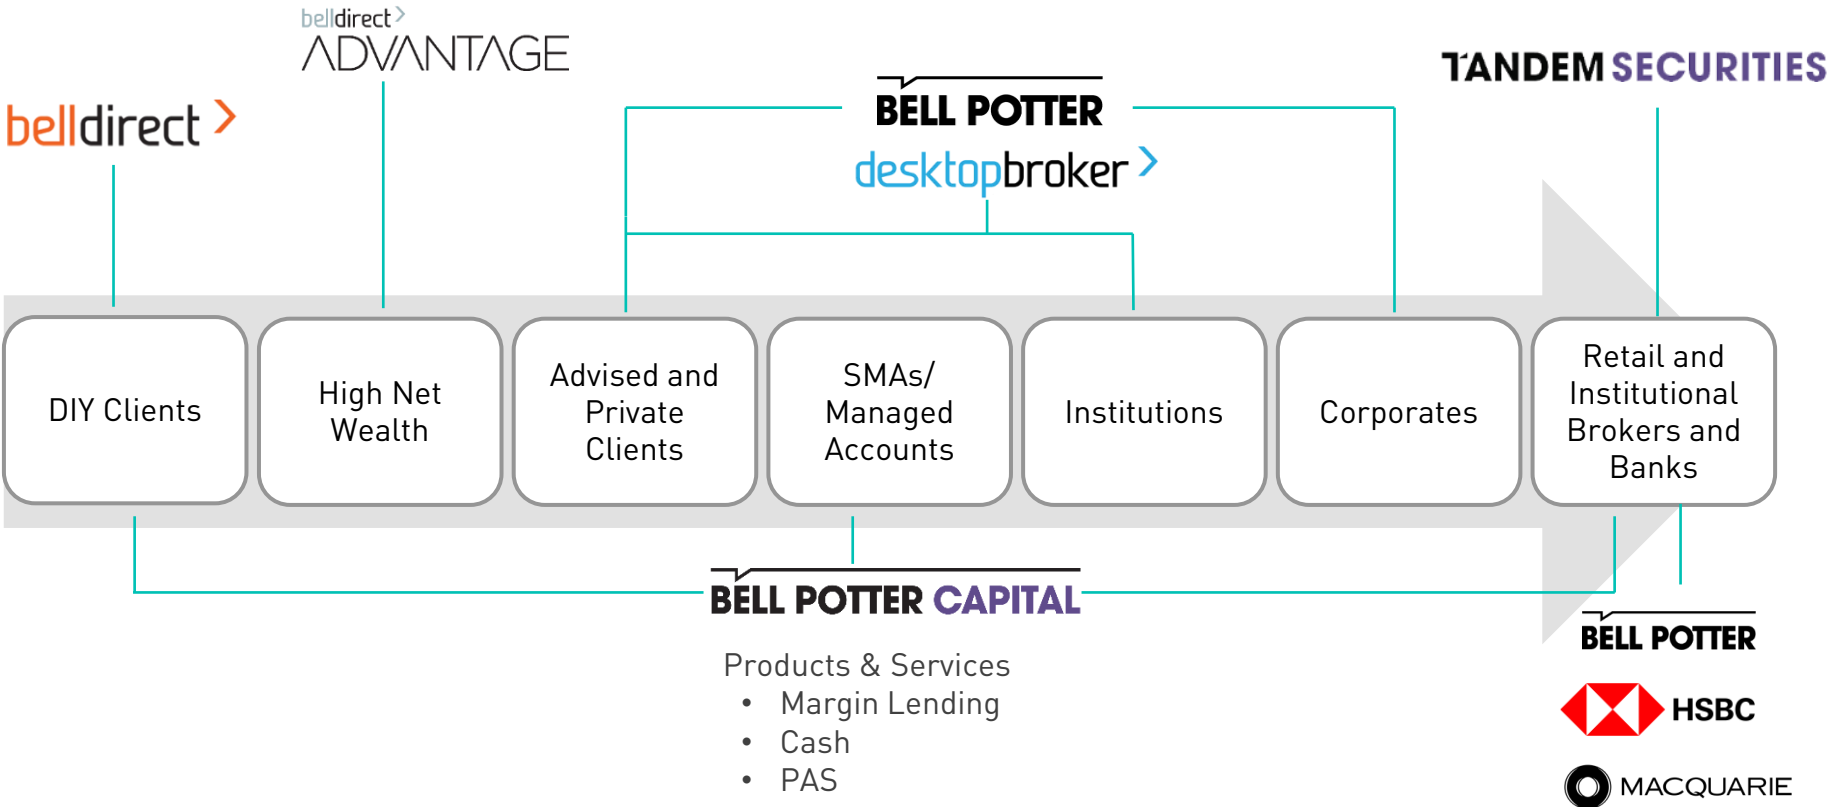 belldirect
ADVANTAGE
TANDEM SECURITIES
belldirect
BELL POTTER
desktopbroker
DIY Clients
High Net
Wealth
Advised and
Private
Clients
SMAs/
Managed
Accounts
Institutions
Corporates
Retail and
Institutional
Brokers and
Banks
BELL POTTER CAPITAL
Products & Services
• Margin Lending
• Cash
• PAS
BELL POTTER
HSBC
MACQUARIE